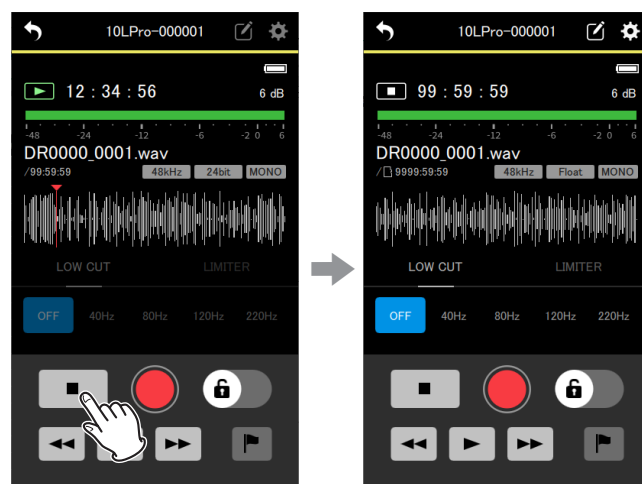 10LPro-000001
12 : 34 : 56
6 dB
-48 -24 -12 -6 -2 0 6
DR0000_0001.wav
/99:59:59 48kHz 24bit MONO
LOW CUT LIMITER
OFF 40Hz 80Hz 120Hz 220Hz
10LPro-000001
99 : 59 : 59
6 dB
-48 -24 -12 -6 -2 0 6
DR0000_0001.wav
/ 9999:59:59 48kHz Float MONO
LOW CUT LIMITER
OFF 40Hz 80Hz 120Hz 220Hz